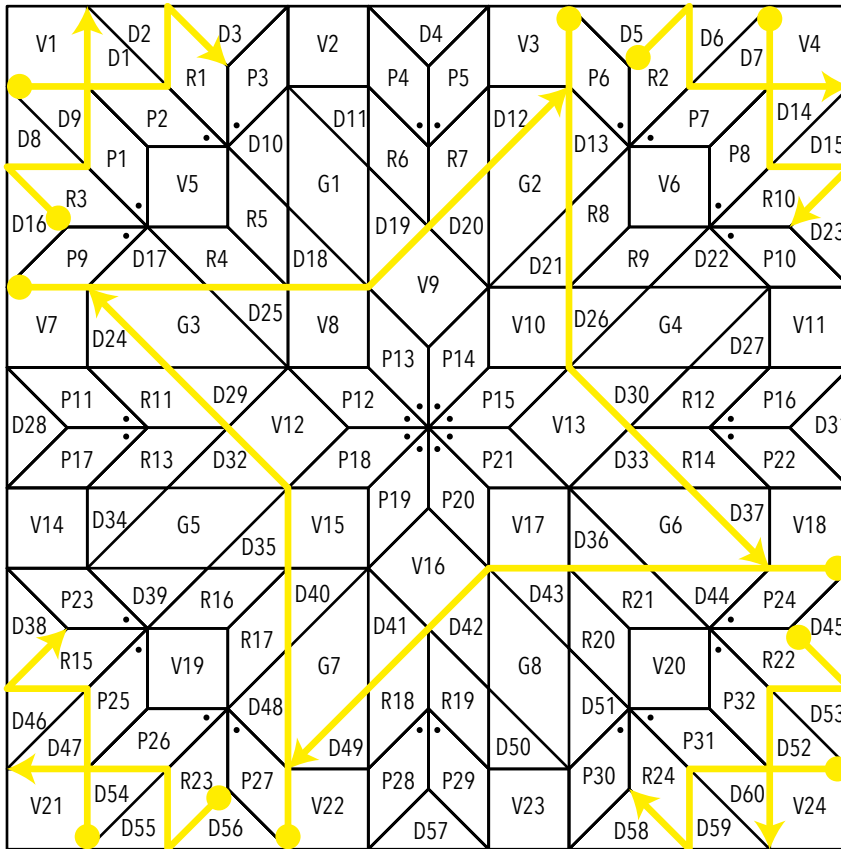 V1 D1 D2 D3 V2 D4 V3 D5 D6 D7 V4
R1 P3 P4 P5 P6 R2
D8 D9 P2 D10 D11 D12 D13 P7 D14 D15
P1 R6 R7 P8
R3 V5 G1 G2 V6 R10
D16 R5 D19 D20 R8 D23
P9 D17 R4 D18 V9 D21 R9 D22 P10
V7 D24 G3 D25 V8 V10 D26 G4 D27 V11
P13 P14
D28 P11 R11 D29 P12 P15 D30 R12 P16 D31
V12 V13
P17 R13 D32 P18 P21 D33 R14 P22
P19 P20
V14 D34 G5 D35 V15 V17 D36 G6 D37 V18
V16
D38 P23 D39 R16 D40 D43 R21 D44 P24 D45
R15 R17 D41 D42 R20 R22
V19 G7 G8 V20
D46 P25 D48 R18 R19 D51 P32 D53
D47 P26 D49 D50 P31 D52
V21 D54 R23 P27 V22 P28 P29 V23 P30 R24 D60 V24
D55 D56 D57 D58 D59